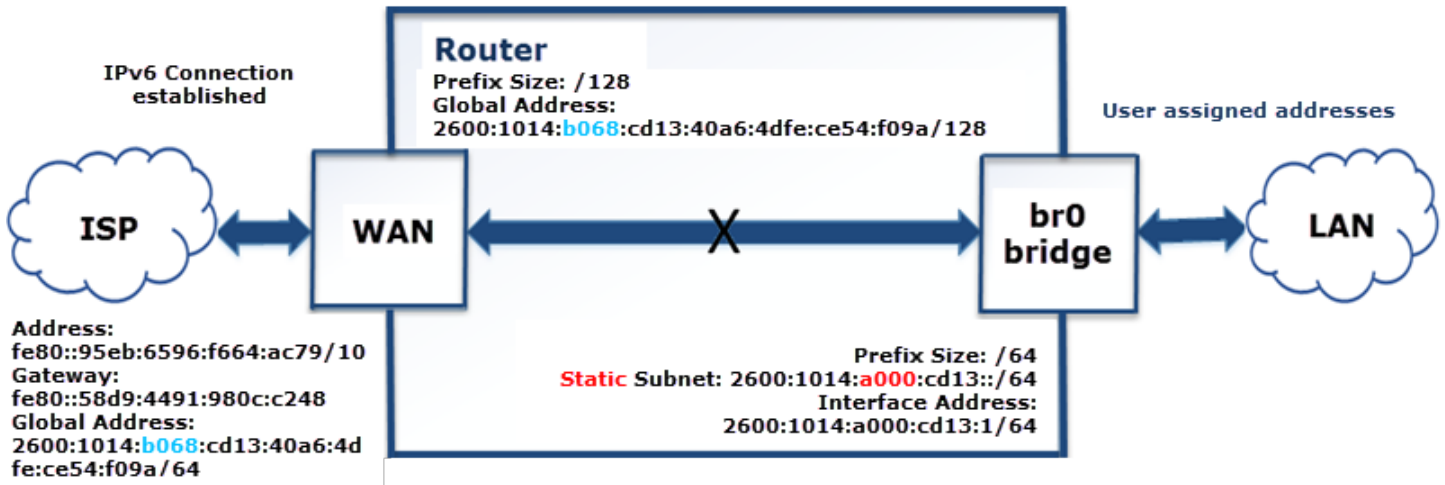 IPv6 Connection
established
Router
Prefix Size: /128
Global Address:
2600:1014:b068:cd13:40a6:4dfe:ce54:f09a/128
User assigned addresses
ISP
WAN
X
br0
bridge
LAN
Address:
fe80::95eb:6596:f664:ac79/10
Gateway:
fe80::58d9:4491:980c:c248
Global Address:
2600:1014:b068:cd13:40a6:4d
fe:ce54:f09a/64
Prefix Size: /64
Static Subnet: 2600:1014:a000:cd13::/64
Interface Address:
2600:1014:a000:cd13:1/64